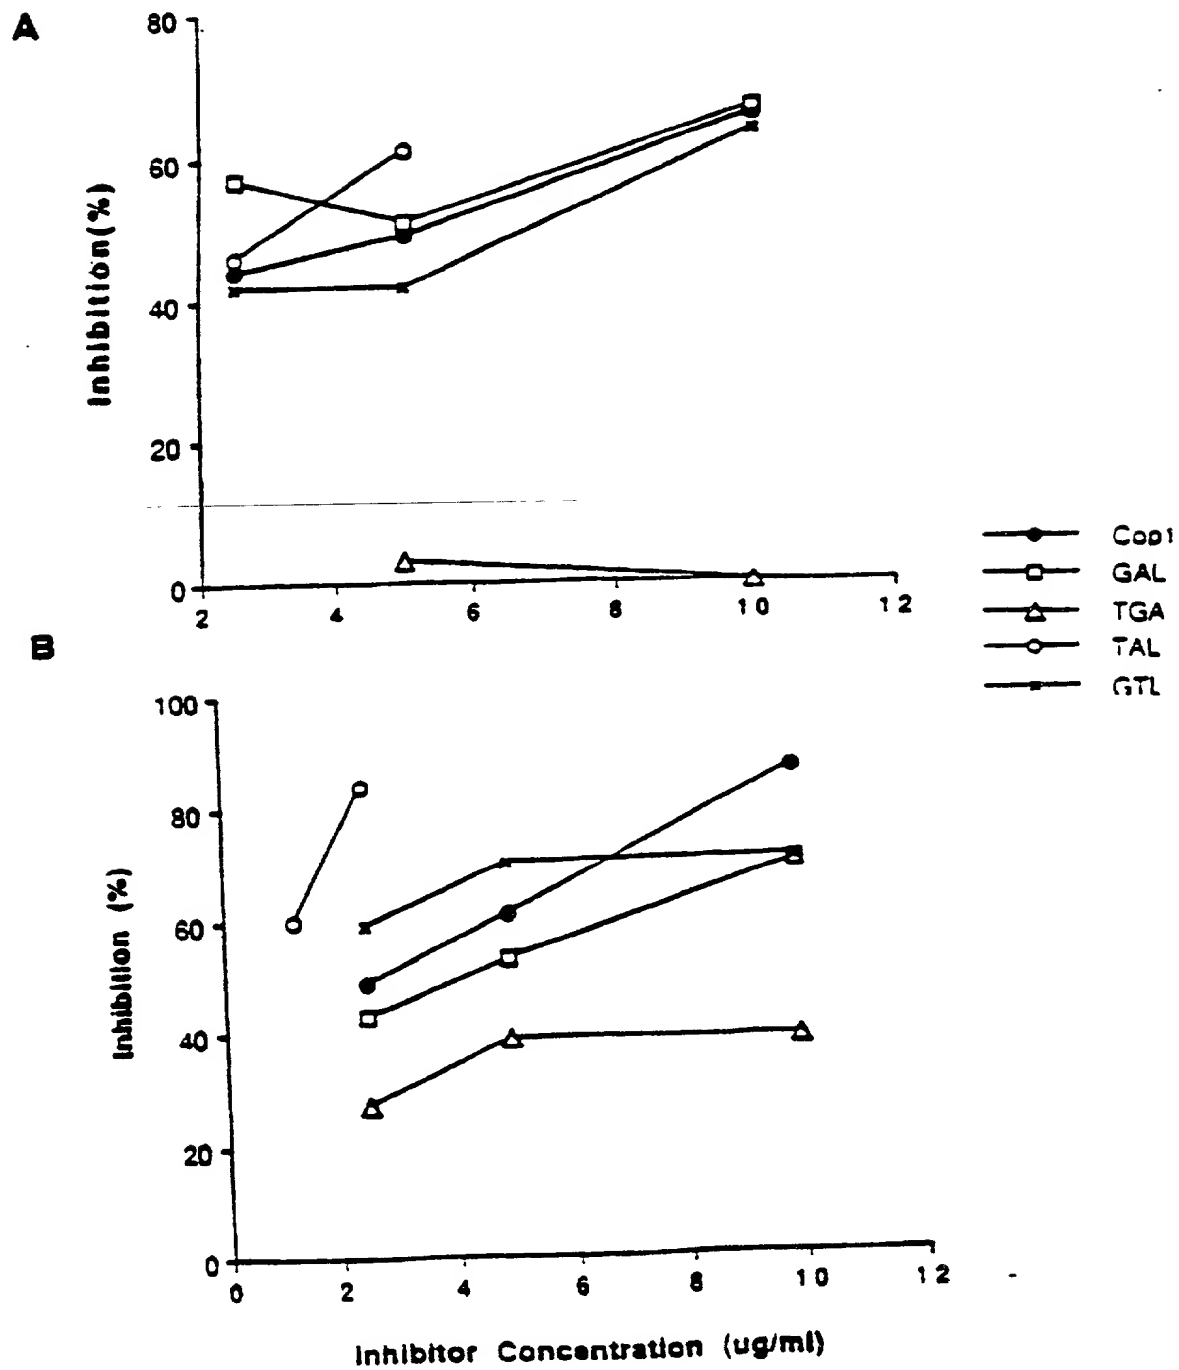 A
80
60
40
20
0
Inhibition(%)
2 4 6 8 10 12
Cop1
GAL
TGA
TAL
GTL
B
100
80
60
40
20
0
Inhibition (%)
0 2 4 6 8 10 12
Inhibitor Concentration (ug/ml)